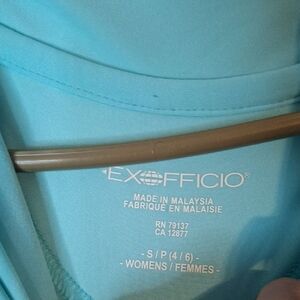 EXOFFICIO®
MADE IN MALAYSIA
FABRIQUÉ EN MALAISIE
RN 79137
CA 12877
- S / P (4 / 6) -
- WOMENS / FEMMES -